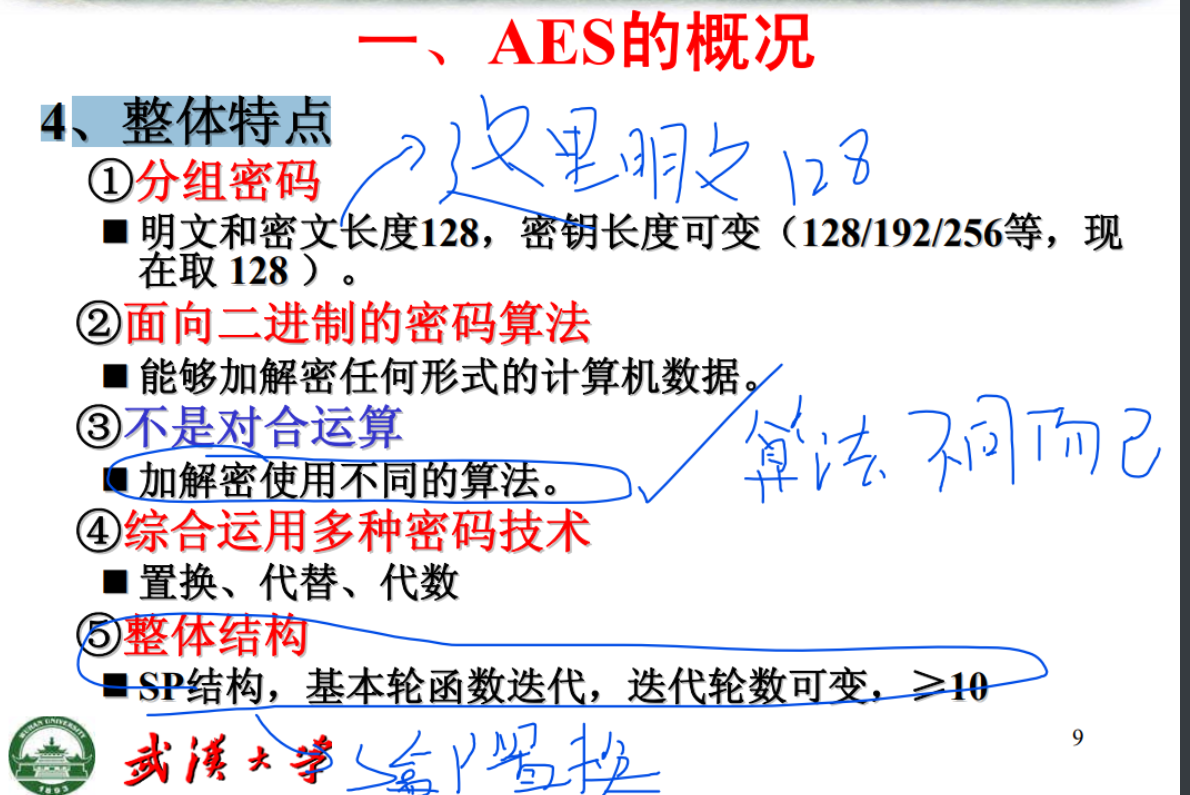 一、AES的概况
4、整体特点
这里明文128
①分组密码
■ 明文和密文长度128，密钥长度可变（128/192/256等，现
在取 128 ）。
②面向二进制的密码算法
■ 能够加解密任何形式的计算机数据。
③不是对合运算
■ 加解密使用不同的算法。
算法不同而已
④综合运用多种密码技术
■ 置换、代替、代数
⑤整体结构
■ SP结构，基本轮函数迭代，迭代轮数可变，≥10
武汉大学
置换
WUHAN UNIVERSITY
1893
9